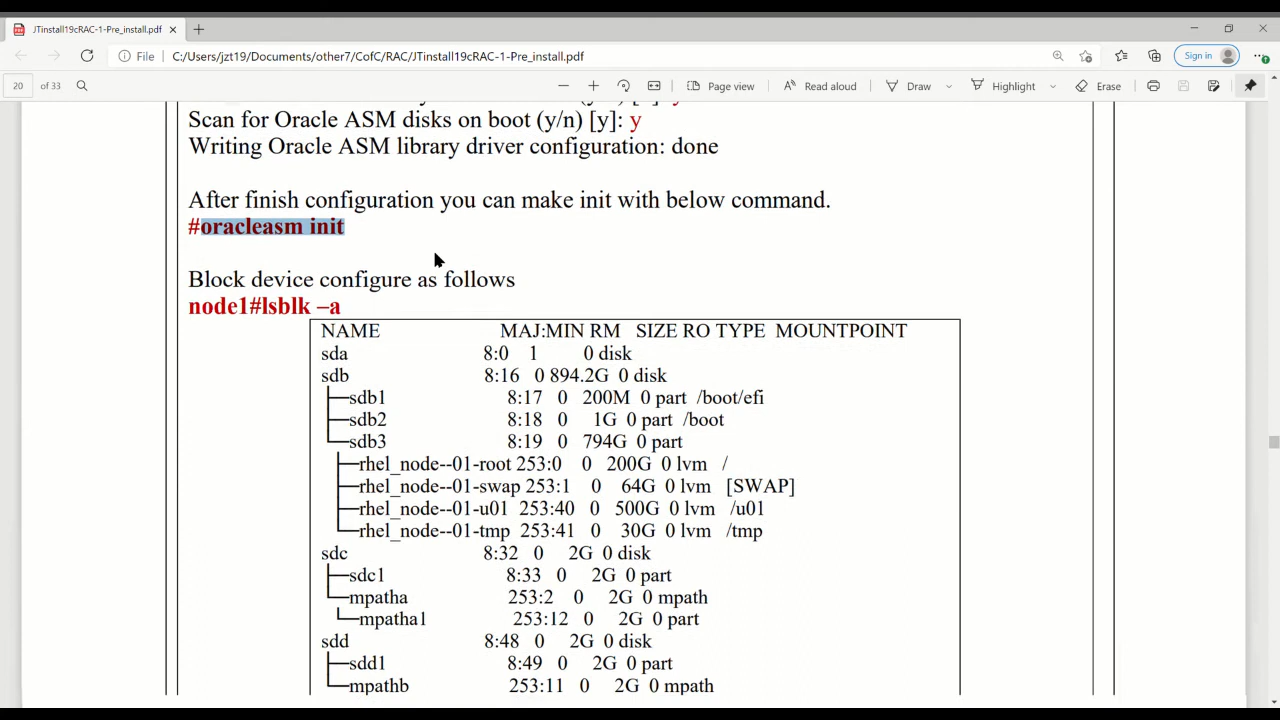 JTinstall19cRAC-1-Pre_install.pdf
File C:/Users/jzt19/Documents/other7/CofC/RAC/JTinstall19cRAC-1-Pre_install.pdf Sign in
20 of 33 Page view Read aloud Draw Highlight Erase
Scan for Oracle ASM disks on boot (y/n) [y]: y
Writing Oracle ASM library driver configuration: done
After finish configuration you can make init with below command.
#oracleasm init
Block device configure as follows
node1#lsblk –a
NAME MAJ:MIN RM SIZE RO TYPE MOUNTPOINT
sda 8:0 1 0 disk
sdb 8:16 0 894.2G 0 disk
├─sdb1 8:17 0 200M 0 part /boot/efi
├─sdb2 8:18 0 1G 0 part /boot
└─sdb3 8:19 0 794G 0 part
├─rhel_node--01-root 253:0 0 200G 0 lvm /
├─rhel_node--01-swap 253:1 0 64G 0 lvm [SWAP]
├─rhel_node--01-u01 253:40 0 500G 0 lvm /u01
└─rhel_node--01-tmp 253:41 0 30G 0 lvm /tmp
sdc 8:32 0 2G 0 disk
├─sdc1 8:33 0 2G 0 part
└─mpatha 253:2 0 2G 0 mpath
└─mpatha1 253:12 0 2G 0 part
sdd 8:48 0 2G 0 disk
├─sdd1 8:49 0 2G 0 part
└─mpathb 253:11 0 2G 0 mpath